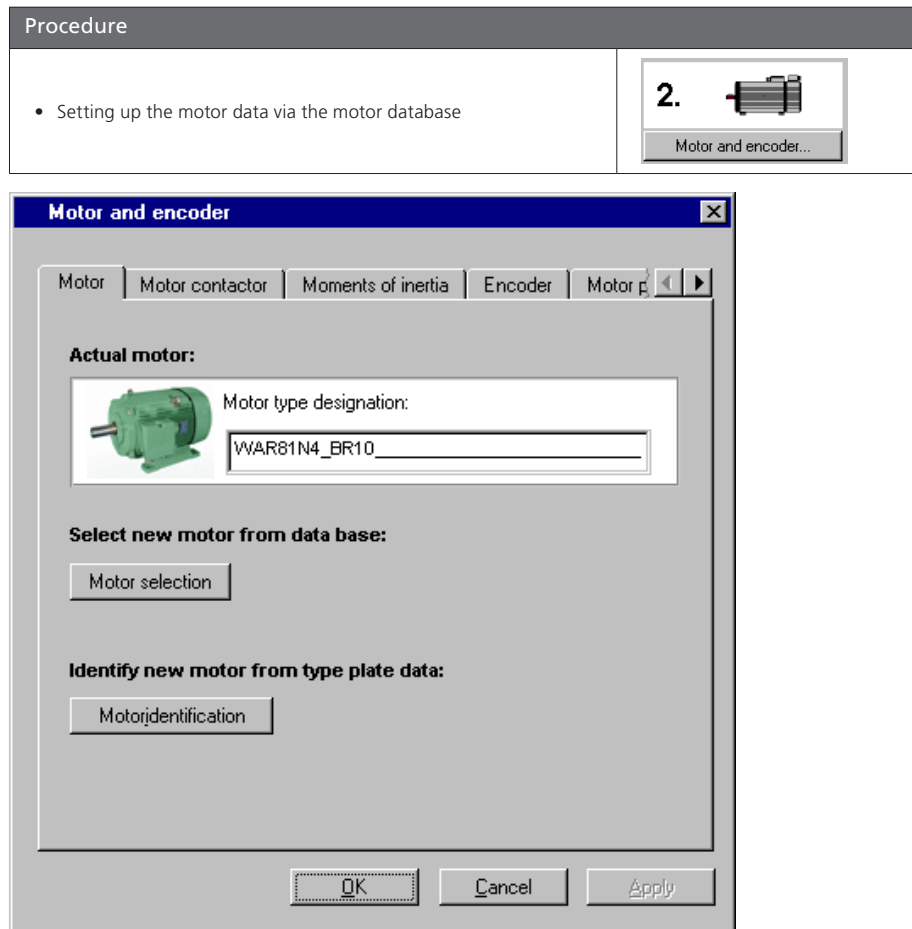 Procedure
• Setting up the motor data via the motor database
2.
Motor and encoder...
Motor and encoder
Motor
Motor contactor
Moments of inertia
Encoder
Motor
Actual motor:
Motor type designation:
WAR81N4_BR10_
Select new motor from data base:
Motor selection
Identify new motor from type plate data:
Motoridentification
OK
Cancel
Apply